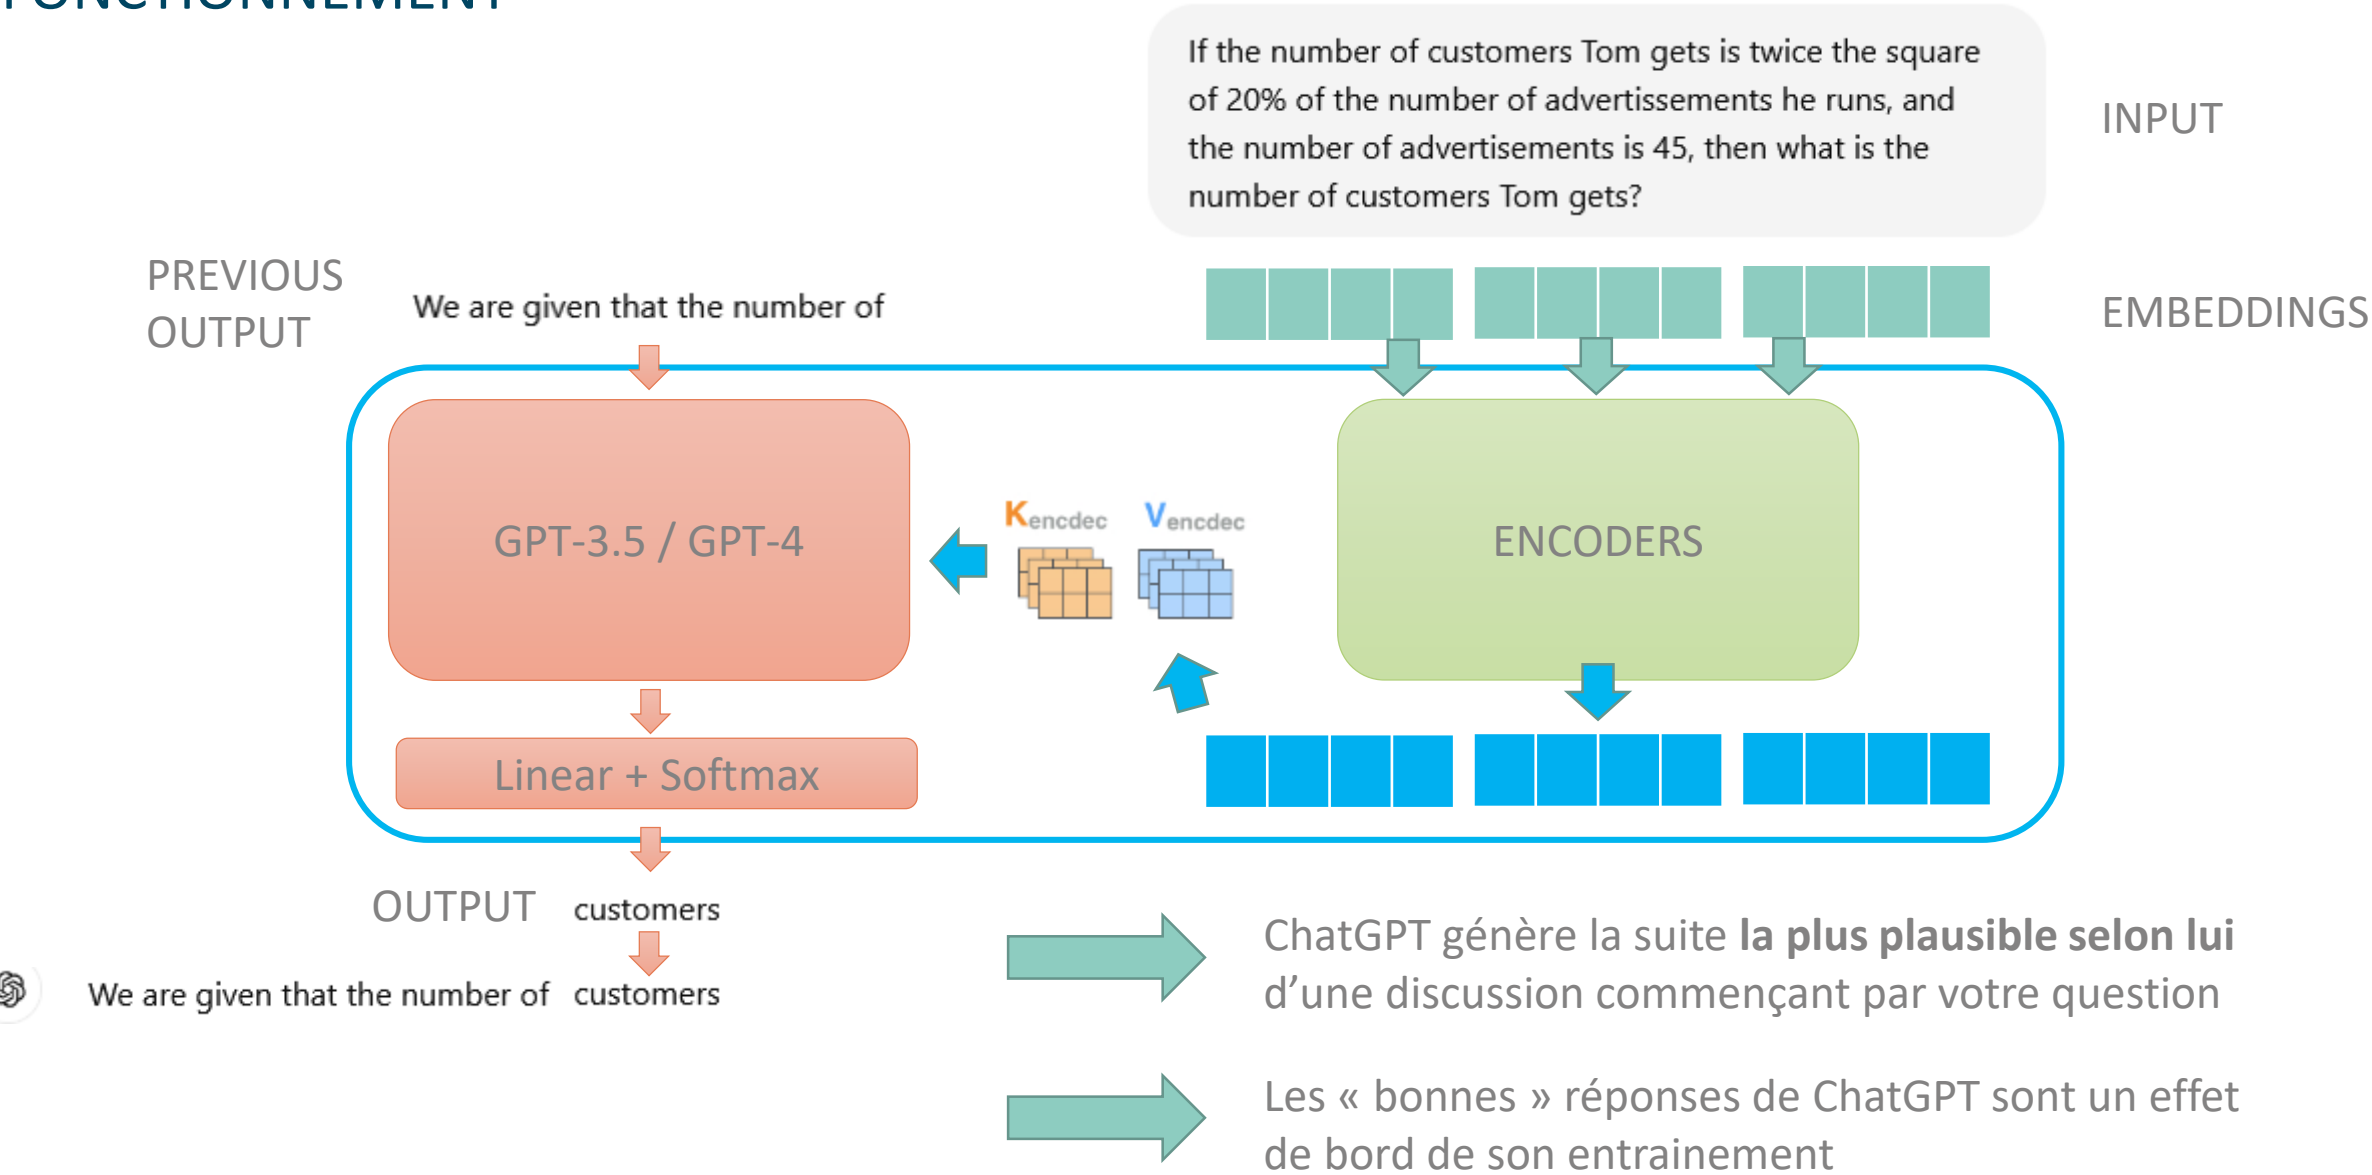 FONCTIONNEMENT
If the number of customers Tom gets is twice the square
of 20% of the number of advertissements he runs, and
the number of advertisements is 45, then what is the
number of customers Tom gets?
INPUT
PREVIOUS
OUTPUT
We are given that the number of
EMBEDDINGS
GPT-3.5 / GPT-4
Kencdec
Vencdec
ENCODERS
Linear + Softmax
OUTPUT
customers
We are given that the number of customers
ChatGPT génère la suite la plus plausible selon lui
d’une discussion commençant par votre question
Les « bonnes » réponses de ChatGPT sont un effet
de bord de son entrainement